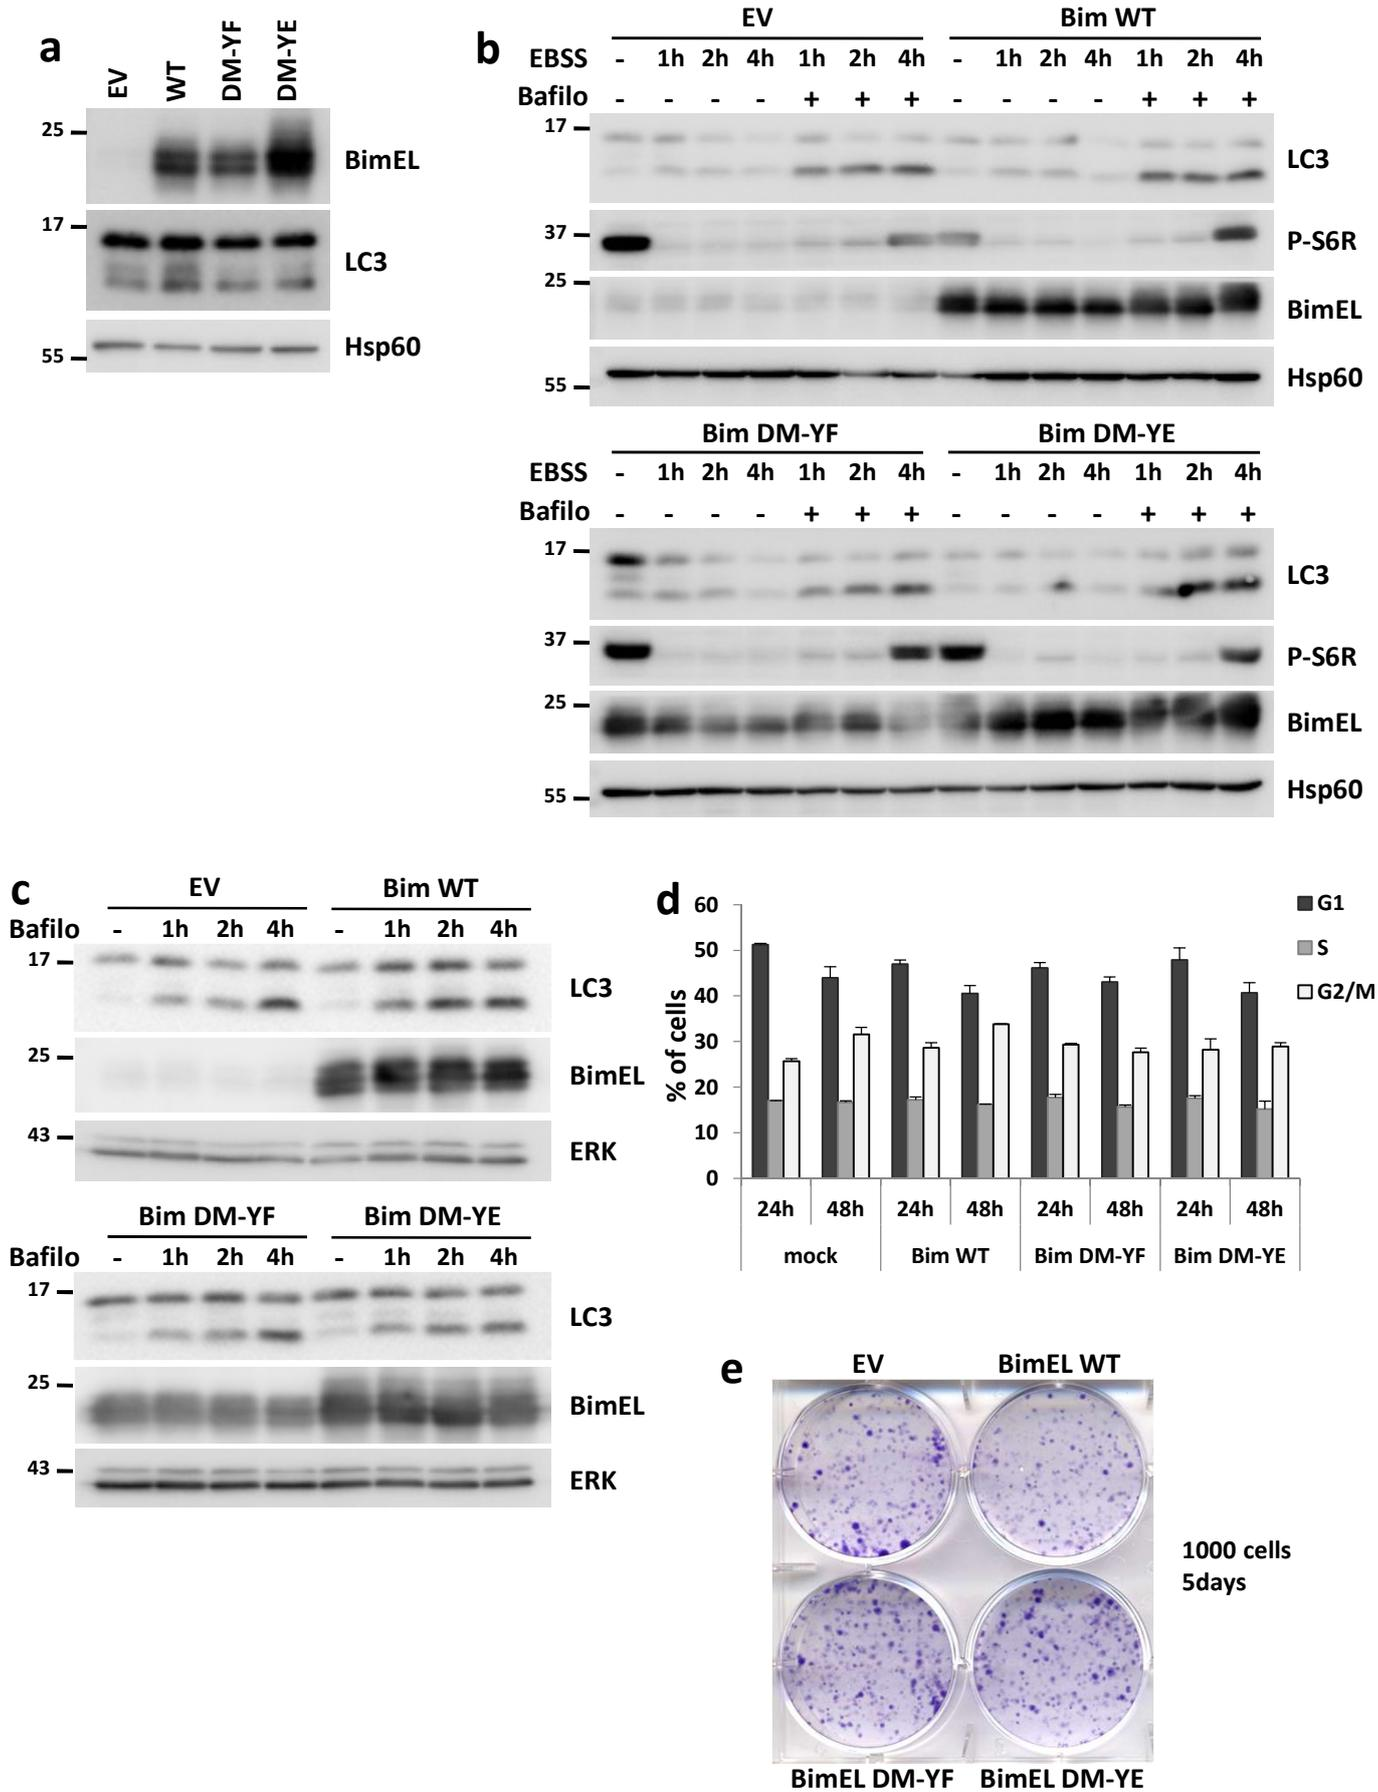 a
EV WT DM-YF DM-YE
25
BimEL
17
LC3
55
Hsp60
b
EV Bim WT
EBSS - 1h 2h 4h 1h 2h 4h - 1h 2h 4h 1h 2h 4h
Bafilo - - - - + + + - - - - + + +
17
LC3
37
P-S6R
25
BimEL
55
Hsp60
Bim DM-YF Bim DM-YE
EBSS - 1h 2h 4h 1h 2h 4h - 1h 2h 4h 1h 2h 4h
Bafilo - - - - + + + - - - - + + +
17
LC3
37
P-S6R
25
BimEL
55
Hsp60
c
EV Bim WT
Bafilo - 1h 2h 4h - 1h 2h 4h
17
LC3
25
BimEL
43
ERK
Bim DM-YF Bim DM-YE
Bafilo - 1h 2h 4h - 1h 2h 4h
17
LC3
25
BimEL
43
ERK
d
% of cells
60
50
40
30
20
10
0
G1
S
G2/M
24h 48h 24h 48h 24h 48h 24h 48h
mock Bim WT Bim DM-YF Bim DM-YE
e
EV BimEL WT
1000 cells
5days
BimEL DM-YF BimEL DM-YE